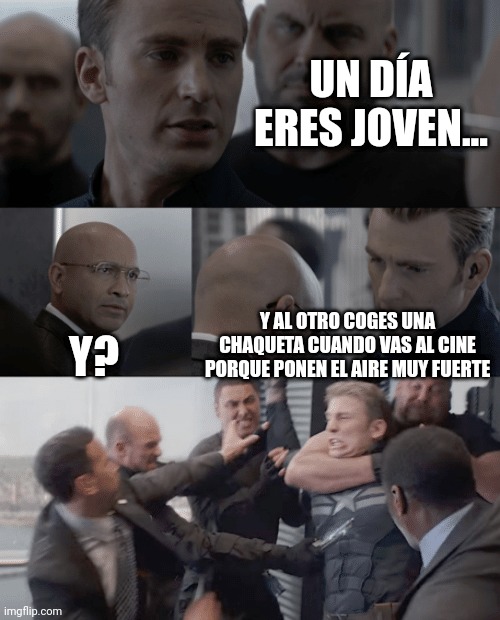 UN DÍA
ERES JOVEN...
Y?
Y AL OTRO COGES UNA
CHAQUETA CUANDO VAS AL CINE
PORQUE PONEN EL AIRE MUY FUERTE
imgflip.com